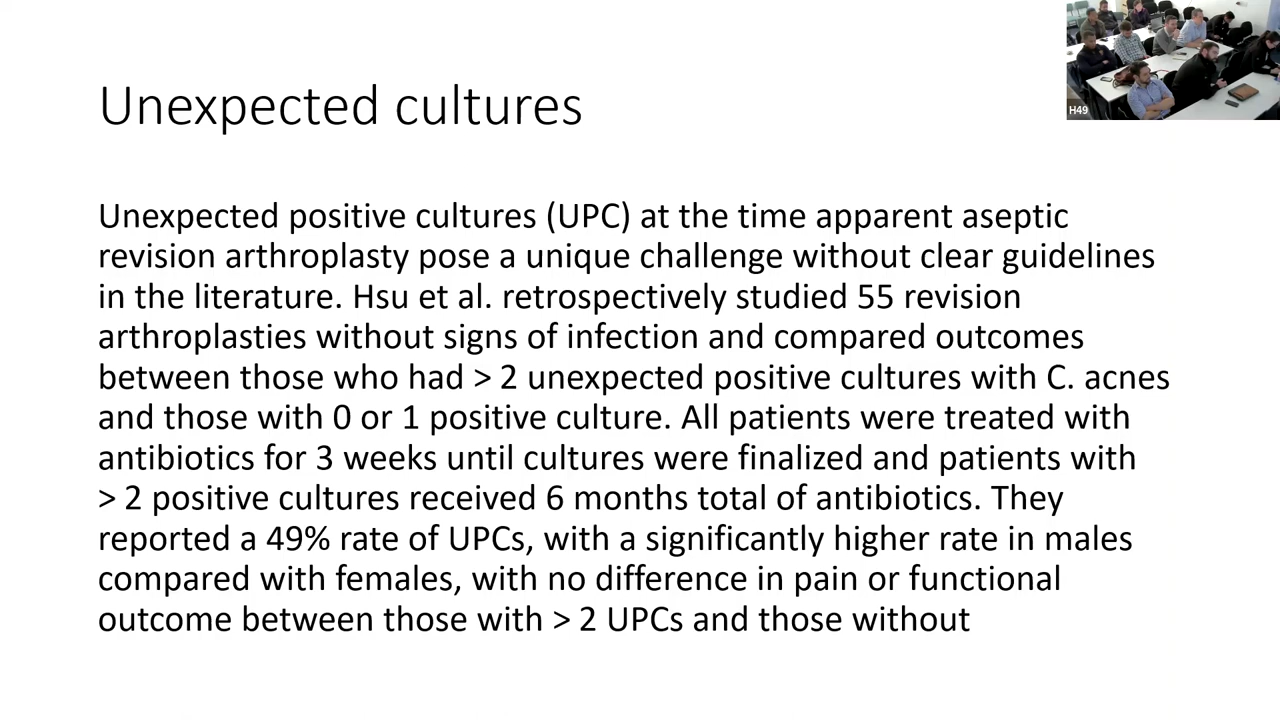 Unexpected cultures
H49
Unexpected positive cultures (UPC) at the time apparent aseptic
revision arthroplasty pose a unique challenge without clear guidelines
in the literature. Hsu et al. retrospectively studied 55 revision
arthroplasties without signs of infection and compared outcomes
between those who had > 2 unexpected positive cultures with C. acnes
and those with 0 or 1 positive culture. All patients were treated with
antibiotics for 3 weeks until cultures were finalized and patients with
> 2 positive cultures received 6 months total of antibiotics. They
reported a 49% rate of UPCs, with a significantly higher rate in males
compared with females, with no difference in pain or functional
outcome between those with > 2 UPCs and those without